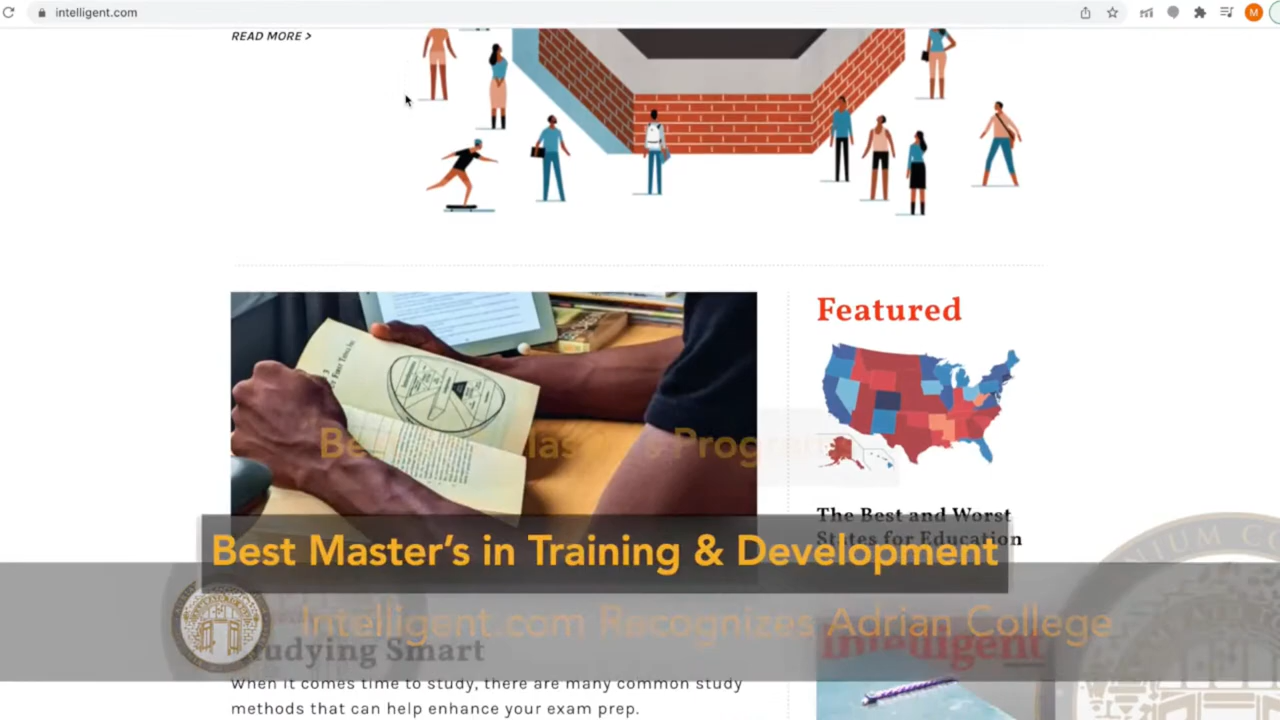 intelligent.com
M
READ MORE >
Featured
The Best and Worst
States for Education
Best Master's in Training & Development
Intelligent.com Recognizes Adrian College
Studying Smart
Intelligent
When it comes time to study, there are many common study
methods that can help enhance your exam prep.